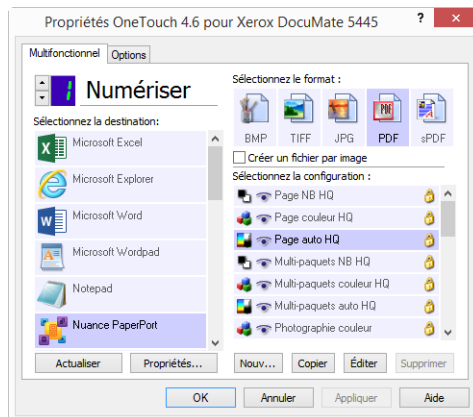 Propriétés OneTouch 4.6 pour Xerox DocuMate 5445
?
×
Multifonctionnel
Options
1
Numériser
Sélectionnez la destination:
Microsoft Excel
Microsoft Explorer
Microsoft Word
Microsoft Wordpad
Notepad
Nuance PaperPort
Actualiser
Propriétés...
Sélectionnez le format :
BMP
TIFF
JPG
PDF
sPDF
Créer un fichier par image
Sélectionnez la configuration :
Page NB HQ
Page couleur HQ
Page auto HQ
Multi-paquets NB HQ
Multi-paquets couleur HQ
Multi-paquets auto HQ
Photographie couleur
Nouv...
Copier
Éditer
Supprimer
OK
Annuler
Appliquer
Aide